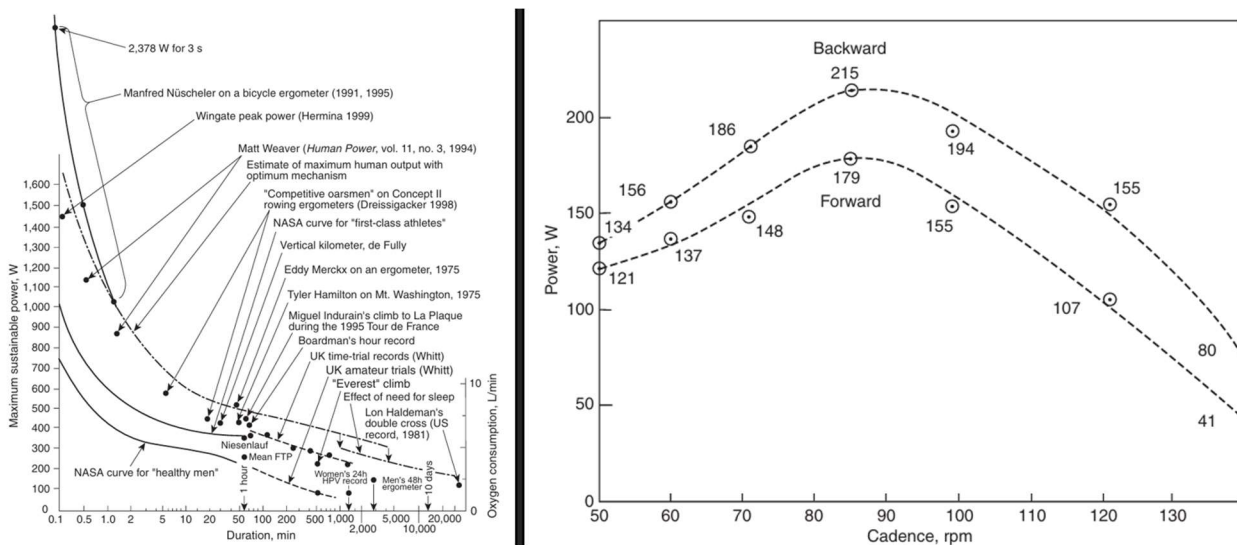 2,378 W for 3 s
Manfred Nüscheler on a bicycle ergometer (1991, 1995)
Wingate peak power (Hermina 1999)
Matt Weaver (Human Power, vol. 11, no. 3, 1994)
Estimate of maximum human output with
optimum mechanism
"Competitive oarsmen" on Concept II
rowing ergometers (Dreissigacker 1998)
NASA curve for "first-class athletes"
Vertical kilometer, de Fully
Eddy Merckx on an ergometer, 1975
Tyler Hamilton on Mt. Washington, 1975
Miguel Indurain's climb to La Plaque
during the 1995 Tour de France
Boardman's hour record
UK time-trial records (Whitt)
UK amateur trials (Whitt)
"Everest" climb
Effect of need for sleep
Lon Haldeman's
double cross (US
record, 1981)
Niesenlauf
Mean FTP
Women's 24h
HPV record
Men's 48h
ergometer
NASA curve for "healthy men"
1 hour
10 days
Maximum sustainable power, W
1,600
1,400
1,300
1,200
1,100
1,000
900
800
700
600
500
400
300
200
100
0
10
5
0
Oxygen consumption, L/min
0.1
0.5
1.0
2
5
10
20
50
100
200
500
1,000
2,000
5,000
10,000
20,000
Duration, min
Backward
215
186
194
156
155
134
179
Forward
148
155
137
121
107
80
41
Power, W
200
150
100
50
0
50
60
70
80
90
100
110
120
130
Cadence, rpm